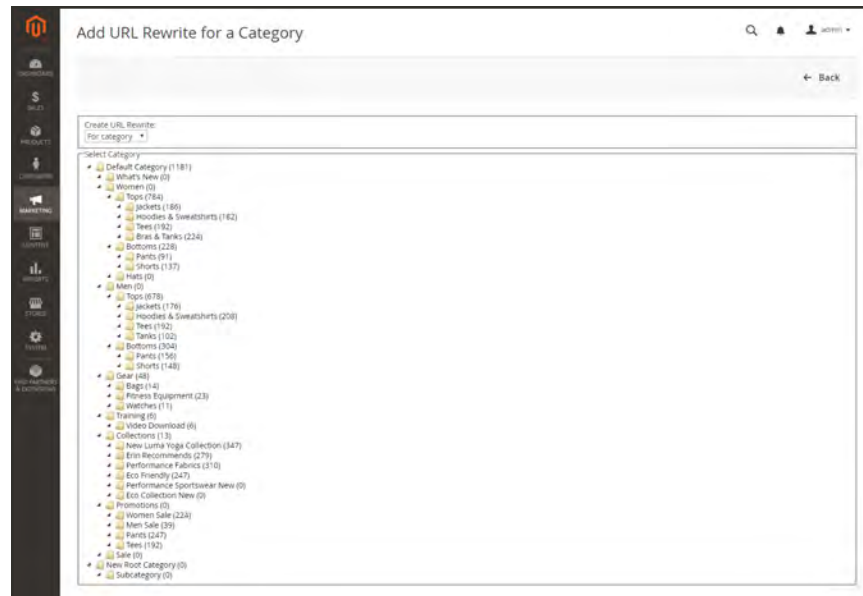 Add URL Rewrite for a Category
admin
Back
DASHBOARD
SALES
PRODUCTS
CUSTOMERS
MARKETING
CONTENT
REPORTS
STORES
SYSTEM
FIND PARTNERS
& EXTENSIONS
Create URL Rewrite:
For category
Select Category
Default Category (1181)
What's New (0)
Women (0)
Tops (784)
Jackets (186)
Hoodies & Sweatshirts (182)
Tees (192)
Bras & Tanks (224)
Bottoms (228)
Pants (91)
Shorts (137)
Hats (0)
Men (0)
Tops (678)
Jackets (176)
Hoodies & Sweatshirts (208)
Tees (192)
Tanks (102)
Bottoms (304)
Pants (156)
Shorts (148)
Gear (48)
Bags (14)
Fitness Equipment (23)
Watches (11)
Training (6)
Video Download (6)
Collections (13)
New Luma Yoga Collection (347)
Erin Recommends (279)
Performance Fabrics (310)
Eco Friendly (247)
Performance Sportswear New (0)
Eco Collection New (0)
Promotions (0)
Women Sale (224)
Men Sale (39)
Pants (247)
Tees (192)
Sale (0)
New Root Category (0)
Subcategory (0)